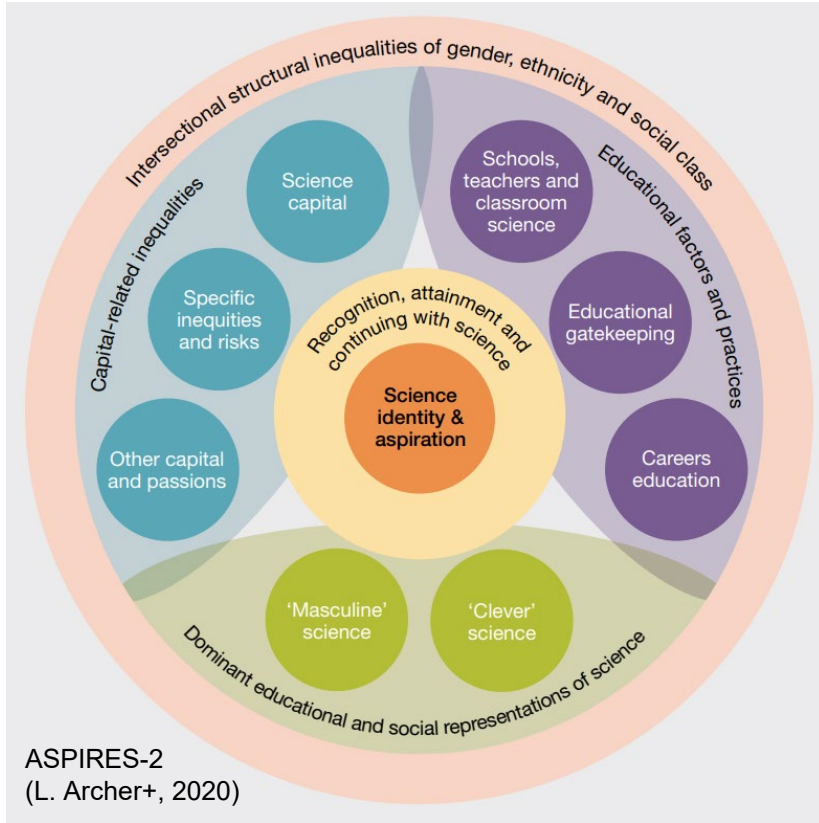 Intersectional structural inequalities of gender, ethnicity and social class
Capital-related inequalities
Science
capital
Specific
inequities
and risks
Other capital
and passions
Educational factors and practices
Schools,
teachers and
classroom
science
Educational
gatekeeping
Careers
education
Recognition, attainment and
continuing with science
Science
identity &
aspiration
‘Masculine’
science
‘Clever’
science
Dominant educational and social representations of science
ASPIRES-2
(L. Archer+, 2020)